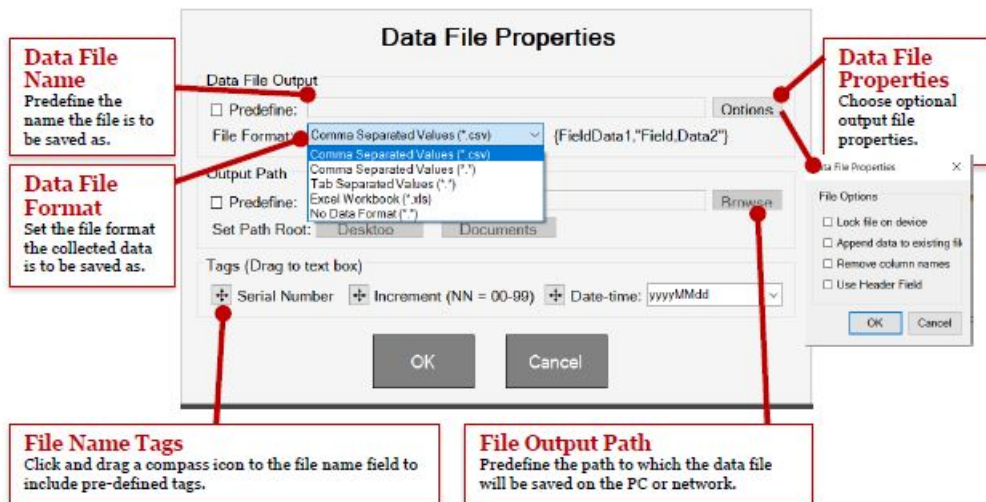 Data File Properties
Data File
Name
Predefine the
name the file is to
be saved as.
Data File Output
Predefine:
Options
File Format:
Comma Separated Values (*.csv)
{FieldData1,"Field,Data2"}
Comma Separated Values (*.csv)
Comma Separated Values (*.*)
Tab Separated Values (*.*)
Excel Workbook (*.xls)
No Data Format (*.*)
Data File
Format
Set the file format
the collected data
is to be saved as.
Output Path
Predefine:
Browse
Set Path Root:
Desktop
Documents
Tags (Drag to text box)
Serial Number
Increment (NN = 00-99)
Date-time:
yyyyMMdd
OK
Cancel
Data File
Properties
Choose optional
output file
properties.
Data File Properties
File Options
Lock file on device
Append data to existing
Remove column names
Use Header Field
OK
Cancel
File Name Tags
Click and drag a compass icon to the file name field to
include pre-defined tags.
File Output Path
Predefine the path to which the data file
will be saved on the PC or network.